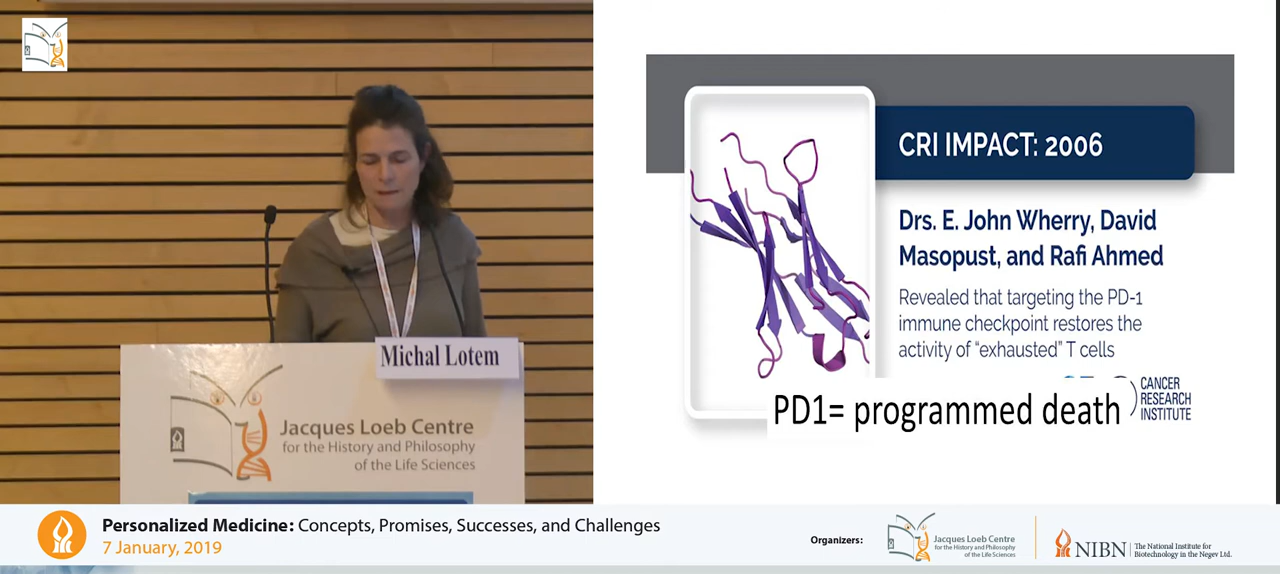 CRI IMPACT: 2006
Drs. E. John Wherry, David
Masopust, and Rafi Ahmed
Revealed that targeting the PD-1
immune checkpoint restores the
activity of “exhausted” T cells
CANCER
RESEARCH
INSTITUTE
PD1= programmed death
Michal Lotem
Jacques Loeb Centre
for the History and Philosophy
of the Life Sciences
Personalized Medicine: Concepts, Promises, Successes, and Challenges
7 January, 2019
Organizers:
Jacques Loeb Centre
for the History and Philosophy
of the Life Sciences
NIBN
The National Institute for
Biotechnology in the Negev Ltd.